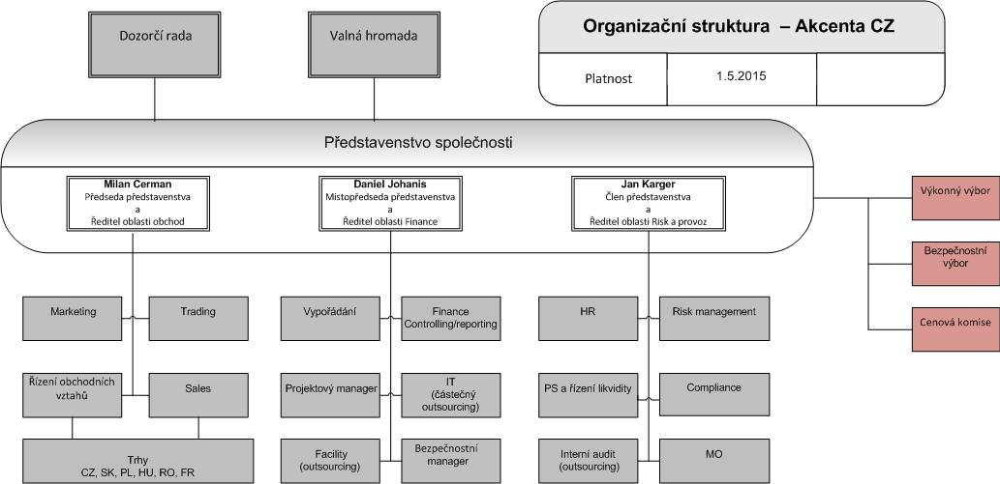 Dozorčí rada
Valná hromada
Organizační struktura – Akcenta CZ
Platnost
1.5.2015
Představenstvo společnosti
Milan Cerman
Předseda představenstva
a
Ředitel oblasti obchod
Daniel Johanis
Místopředseda představenstva
a
Ředitel oblasti Finance
Jan Karger
Člen představenstva
a
Ředitel oblasti Risk a provoz
Výkonný výbor
Bezpečnostní
výbor
Cenová komise
Marketing
Trading
Vypořádání
Finance
Controlling/reporting
HR
Risk management
Řízení obchodních
vztahů
Sales
Projektový manager
IT
(částečný
outsourcing)
PS a řízení likvidity
Compliance
Trhy
CZ, SK, PL, HU, RO, FR
Facility
(outsourcing)
Bezpečnostní
manager
Interní audit
(outsourcing)
MO